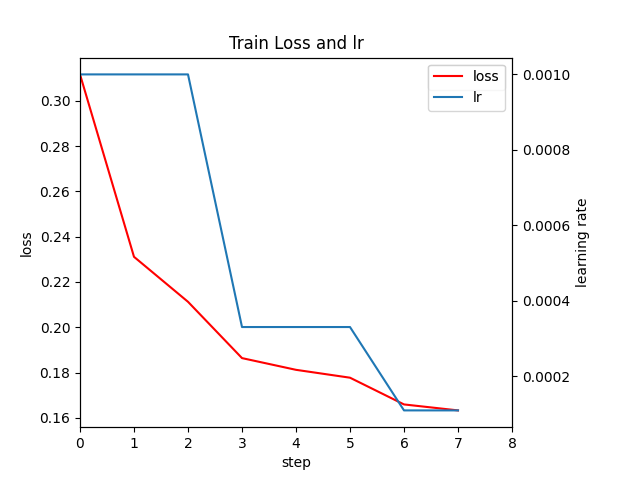 Train Loss and lr
loss
lr
0.30
0.28
0.26
0.24
0.22
0.20
0.18
0.16
loss
0.0010
0.0008
0.0006
0.0004
0.0002
learning rate
0 1 2 3 4 5 6 7 8
step